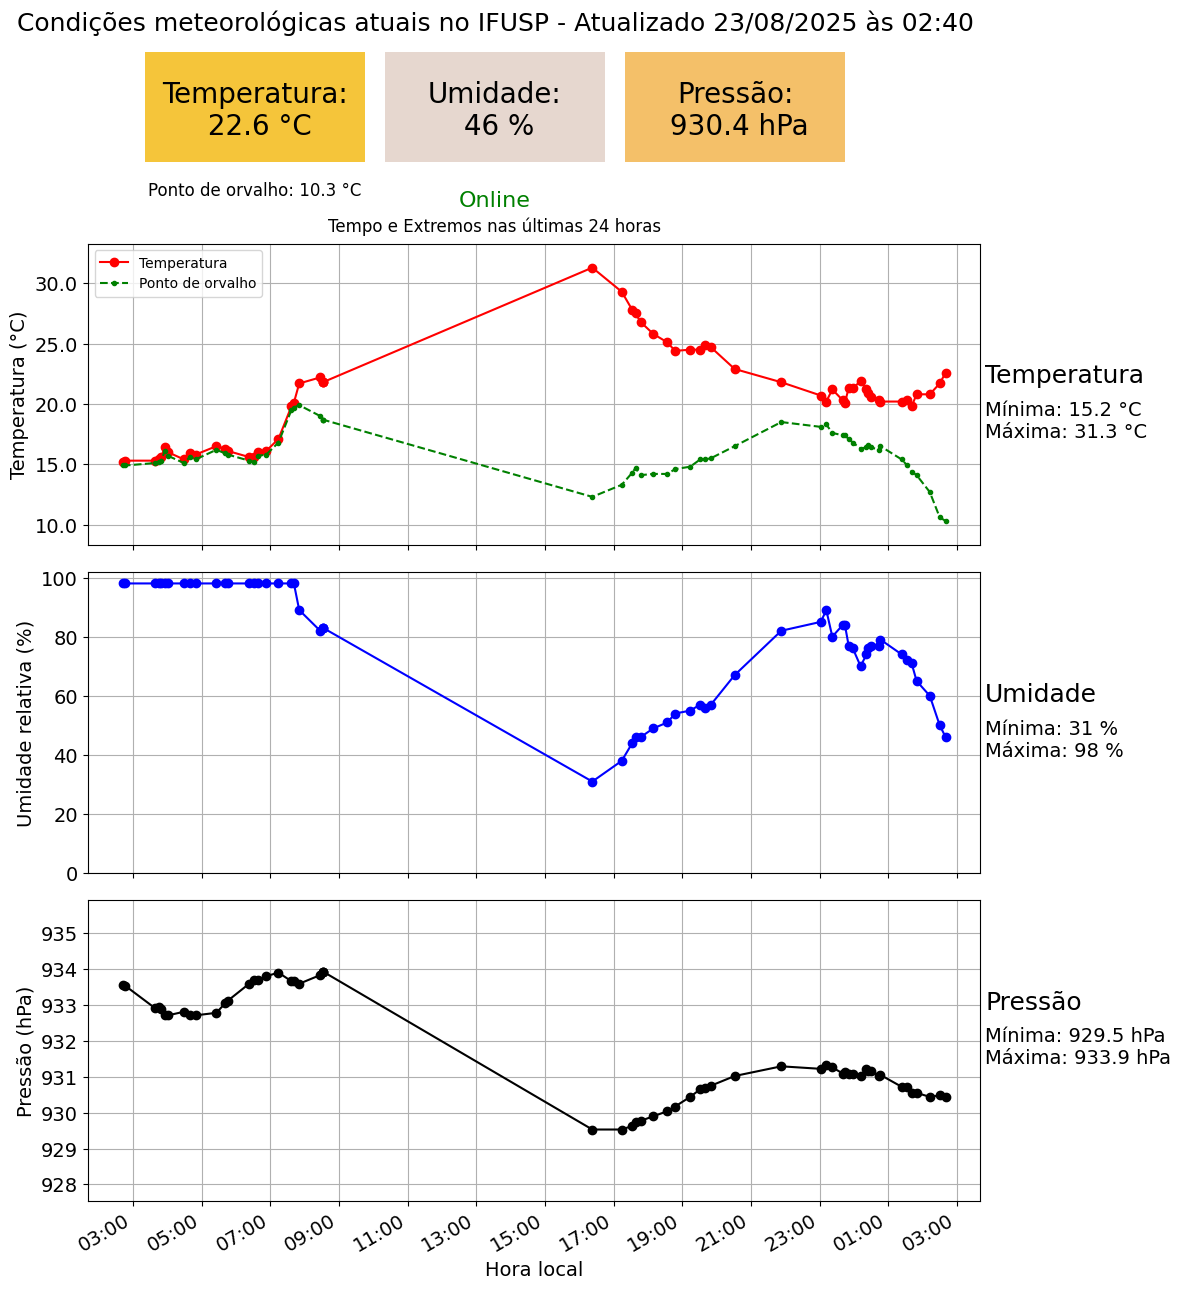 Condições meteorológicas atuais no IFUSP - Atualizado 23/08/2025 às 02:40
Temperatura:
22.6 °C
Umidade:
46 %
Pressão:
930.4 hPa
Ponto de orvalho: 10.3 °C
Online
Tempo e Extremos nas últimas 24 horas
Temperatura
Ponto de orvalho
Temperatura (°C)
30.0
25.0
20.0
15.0
10.0
Temperatura
Mínima: 15.2 °C
Máxima: 31.3 °C
Umidade relativa (%)
100
80
60
40
20
0
Umidade
Mínima: 31 %
Máxima: 98 %
Pressão (hPa)
935
934
933
932
931
930
929
928
Pressão
Mínima: 929.5 hPa
Máxima: 933.9 hPa
03:00 05:00 07:00 09:00 11:00 13:00 15:00 17:00 19:00 21:00 23:00 01:00 03:00
Hora local